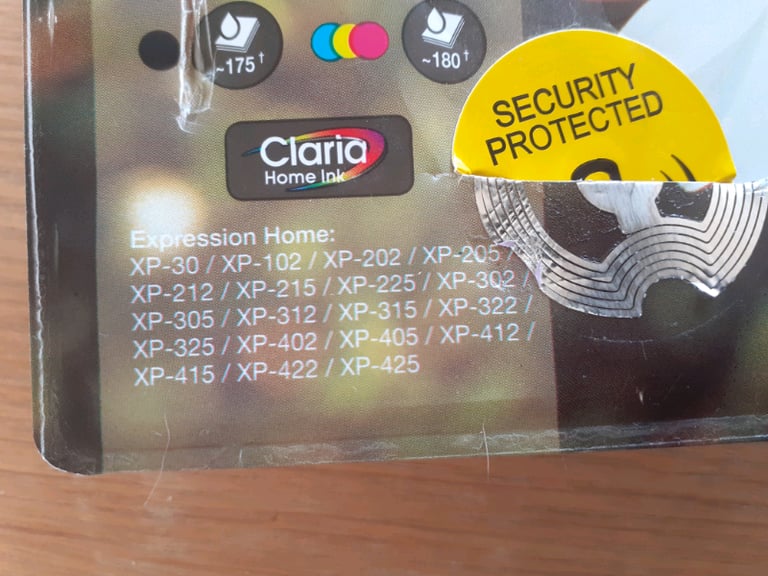 ~175†
~180†
SECURITY
PROTECTED
Claria
Home Ink
Expression Home:
XP-30 / XP-102 / XP-202 / XP-205 /
XP-212 / XP-215 / XP-225 / XP-302 /
XP-305 / XP-312 / XP-315 / XP-322 /
XP-325 / XP-402 / XP-405 / XP-412 /
XP-415 / XP-422 / XP-425